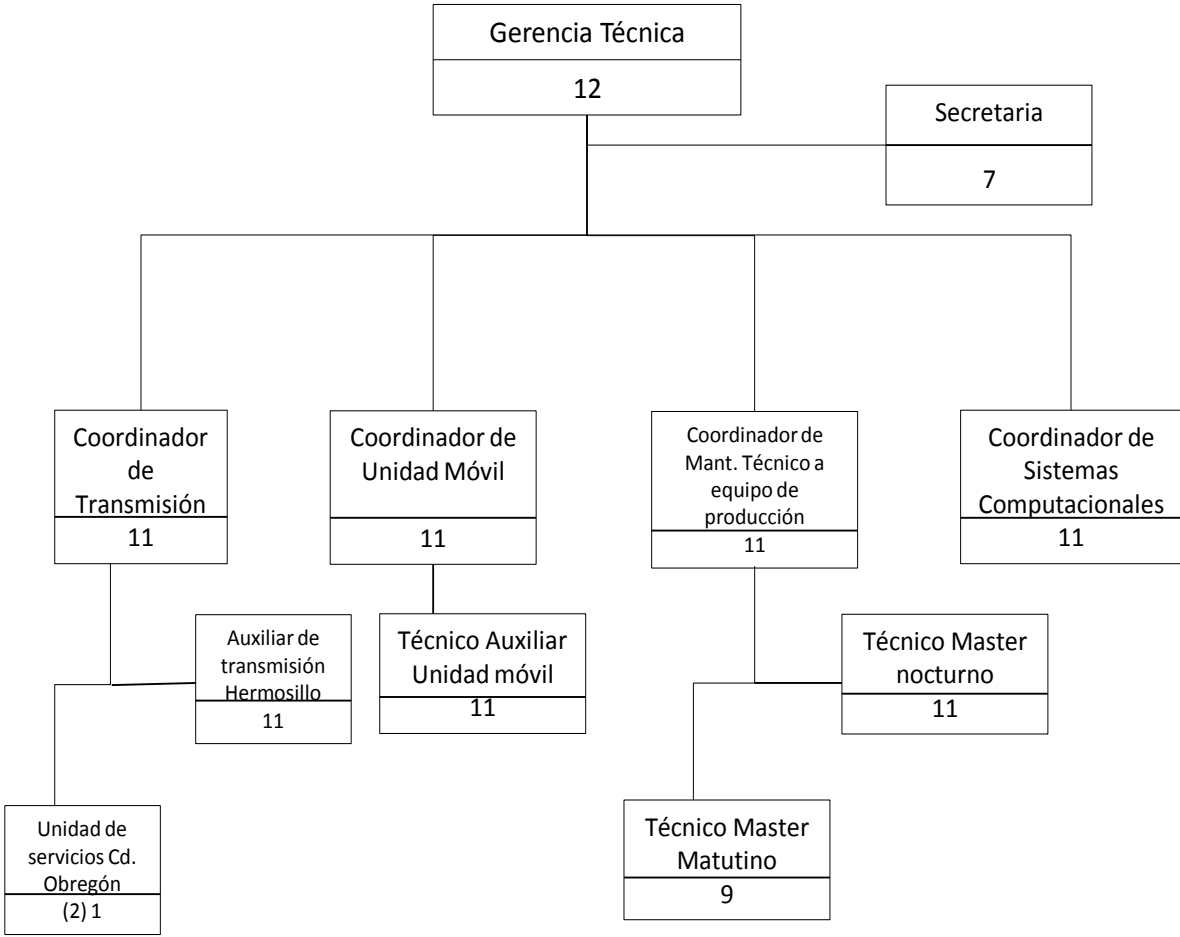 Gerencia Técnica
12
Secretaria
7
Coordinador
de
Transmisión
11
Coordinador de
Unidad Móvil
11
Coordinador de
Mant. Técnico a
equipo de
producción
11
Coordinador de
Sistemas
Computacionales
11
Auxiliar de
transmisión
Hermosillo
11
Técnico Auxiliar
Unidad móvil
11
Técnico Master
nocturno
11
Unidad de
servicios Cd.
Obregón
(2) 1
Técnico Master
Matutino
9